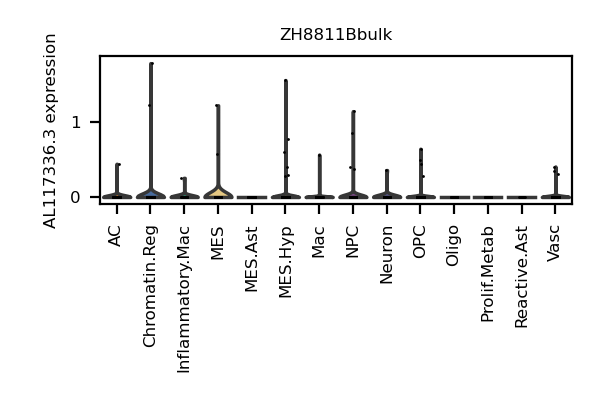 ZH8811Bbulk
AL117336.3 expression
1
0
AC
Chromatin.Reg
Inflammatory.Mac
MES
MES.Ast
MES.Hyp
Mac
NPC
Neuron
OPC
Oligo
Prolif.Metab
Reactive.Ast
Vasc